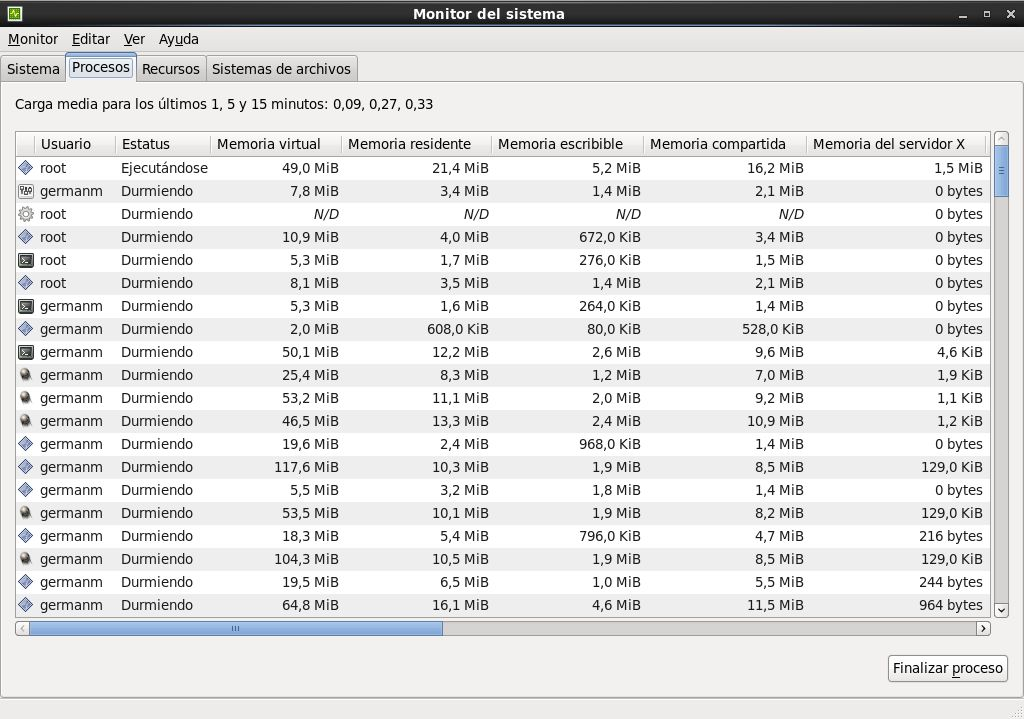 Monitor del sistema
Monitor Editar Ver Ayuda
Sistema Procesos Recursos Sistemas de archivos
Carga media para los últimos 1, 5 y 15 minutos: 0,09, 0,27, 0,33
Usuario Estatus Memoria virtual Memoria residente Memoria escribible Memoria compartida Memoria del servidor X
root Ejecutándose 49,0 MiB 21,4 MiB 5,2 MiB 16,2 MiB 1,5 MiB
germanm Durmiendo 7,8 MiB 3,4 MiB 1,4 MiB 2,1 MiB 0 bytes
root Durmiendo N/D N/D N/D N/D 0 bytes
root Durmiendo 10,9 MiB 4,0 MiB 672,0 KiB 3,4 MiB 0 bytes
root Durmiendo 5,3 MiB 1,7 MiB 276,0 KiB 1,5 MiB 0 bytes
root Durmiendo 8,1 MiB 3,5 MiB 1,4 MiB 2,1 MiB 0 bytes
germanm Durmiendo 5,3 MiB 1,6 MiB 264,0 KiB 1,4 MiB 0 bytes
germanm Durmiendo 2,0 MiB 608,0 KiB 80,0 KiB 528,0 KiB 0 bytes
germanm Durmiendo 50,1 MiB 12,2 MiB 2,6 MiB 9,6 MiB 4,6 KiB
germanm Durmiendo 25,4 MiB 8,3 MiB 1,2 MiB 7,0 MiB 1,9 KiB
germanm Durmiendo 53,2 MiB 11,1 MiB 2,0 MiB 9,2 MiB 1,1 KiB
germanm Durmiendo 46,5 MiB 13,3 MiB 2,4 MiB 10,9 MiB 1,2 KiB
germanm Durmiendo 19,6 MiB 2,4 MiB 968,0 KiB 1,4 MiB 0 bytes
germanm Durmiendo 117,6 MiB 10,3 MiB 1,9 MiB 8,5 MiB 129,0 KiB
germanm Durmiendo 5,5 MiB 3,2 MiB 1,8 MiB 1,4 MiB 0 bytes
germanm Durmiendo 53,5 MiB 10,1 MiB 1,9 MiB 8,2 MiB 129,0 KiB
germanm Durmiendo 18,3 MiB 5,4 MiB 796,0 KiB 4,7 MiB 216 bytes
germanm Durmiendo 104,3 MiB 10,5 MiB 1,9 MiB 8,5 MiB 129,0 KiB
germanm Durmiendo 19,5 MiB 6,5 MiB 1,0 MiB 5,5 MiB 244 bytes
germanm Durmiendo 64,8 MiB 16,1 MiB 4,6 MiB 11,5 MiB 964 bytes
Finalizar proceso